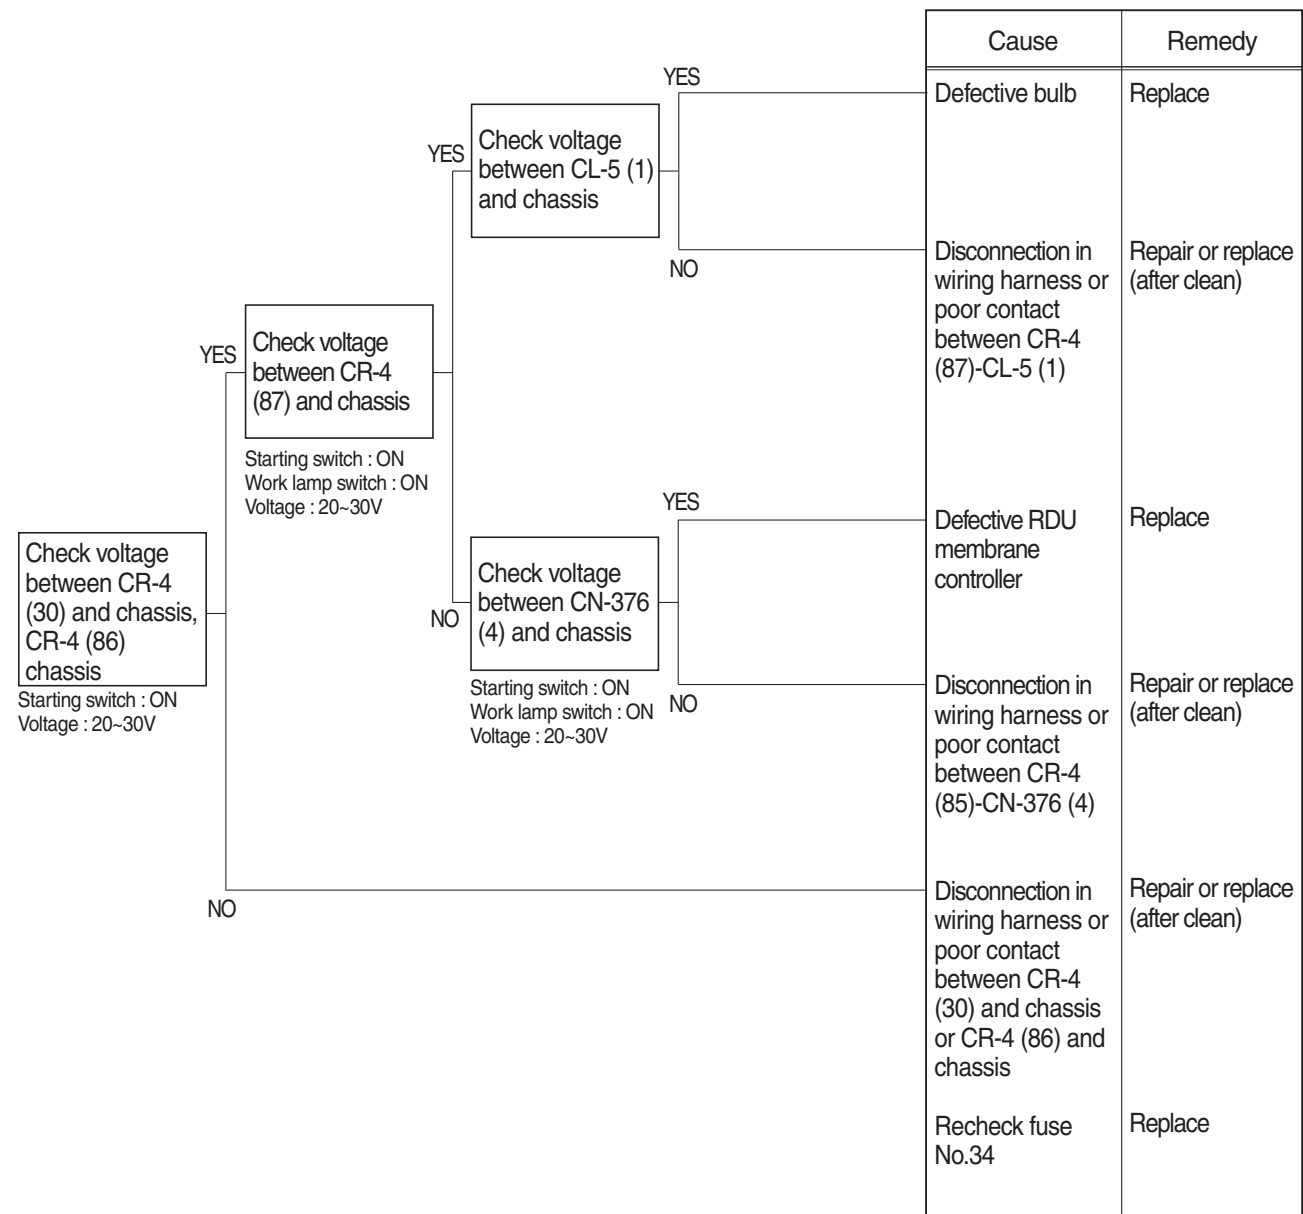 Cause
Remedy
YES
Defective bulb
Replace
YES
Check voltage
between CL-5 (1)
and chassis
NO
Disconnection in
wiring harness or
poor contact
between CR-4
(87)-CL-5 (1)
Repair or replace
(after clean)
YES
Check voltage
between CR-4
(87) and chassis
Starting switch : ON
Work lamp switch : ON
Voltage : 20~30V
YES
Defective RDU
membrane
controller
Replace
Check voltage
between CR-4
(30) and chassis,
CR-4 (86)
chassis
Starting switch : ON
Voltage : 20~30V
NO
Check voltage
between CN-376
(4) and chassis
Starting switch : ON
Work lamp switch : ON
Voltage : 20~30V
NO
Disconnection in
wiring harness or
poor contact
between CR-4
(85)-CN-376 (4)
Repair or replace
(after clean)
NO
Disconnection in
wiring harness or
poor contact
between CR-4
(30) and chassis
or CR-4 (86) and
chassis
Repair or replace
(after clean)
Recheck fuse
No.34
Replace